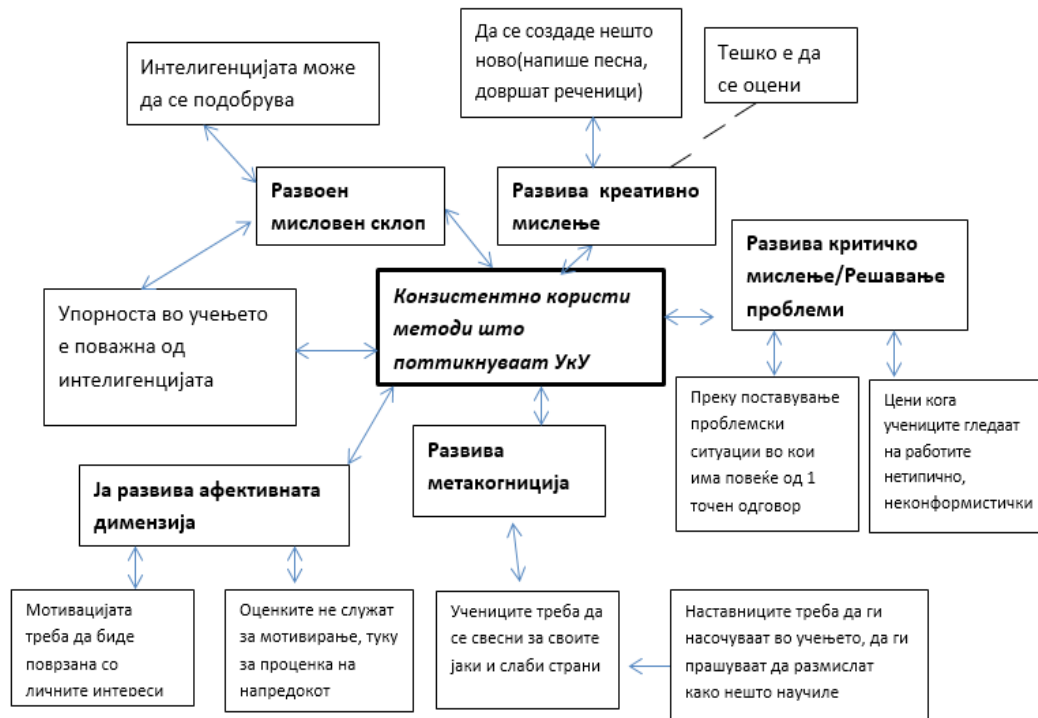 Да се создаде нешто
ново(напише песна,
довршат реченици)
Тешко е да
се оцени
Интелигенцијата може
да се подобрува
Развоен
мисловен склоп
Развива креативно
мислење
Развива критичко
мислење/Решавање
проблеми
Конзистентно користи
методи што
поттикнуваат УкУ
Упорноста во учењето
е поважна од
интелигенцијата
Преку поставување
проблемски
ситуации во кои
има повеќе од 1
точен одговор
Цени кога
учениците гледаат
на работите
нетипично,
неконформистички
Развива
метакогниција
Ја развива афективната
димензија
Мотивацијата
треба да биде
поврзана со
личните интереси
Оценките не служат
за мотивирање, туку
за проценка на
напредокот
Учениците треба да
се свесни за своите
јаки и слаби страни
Наставниците треба да ги
насочуваат во учењето, да ги
прашуваат да размислат
како нешто научиле